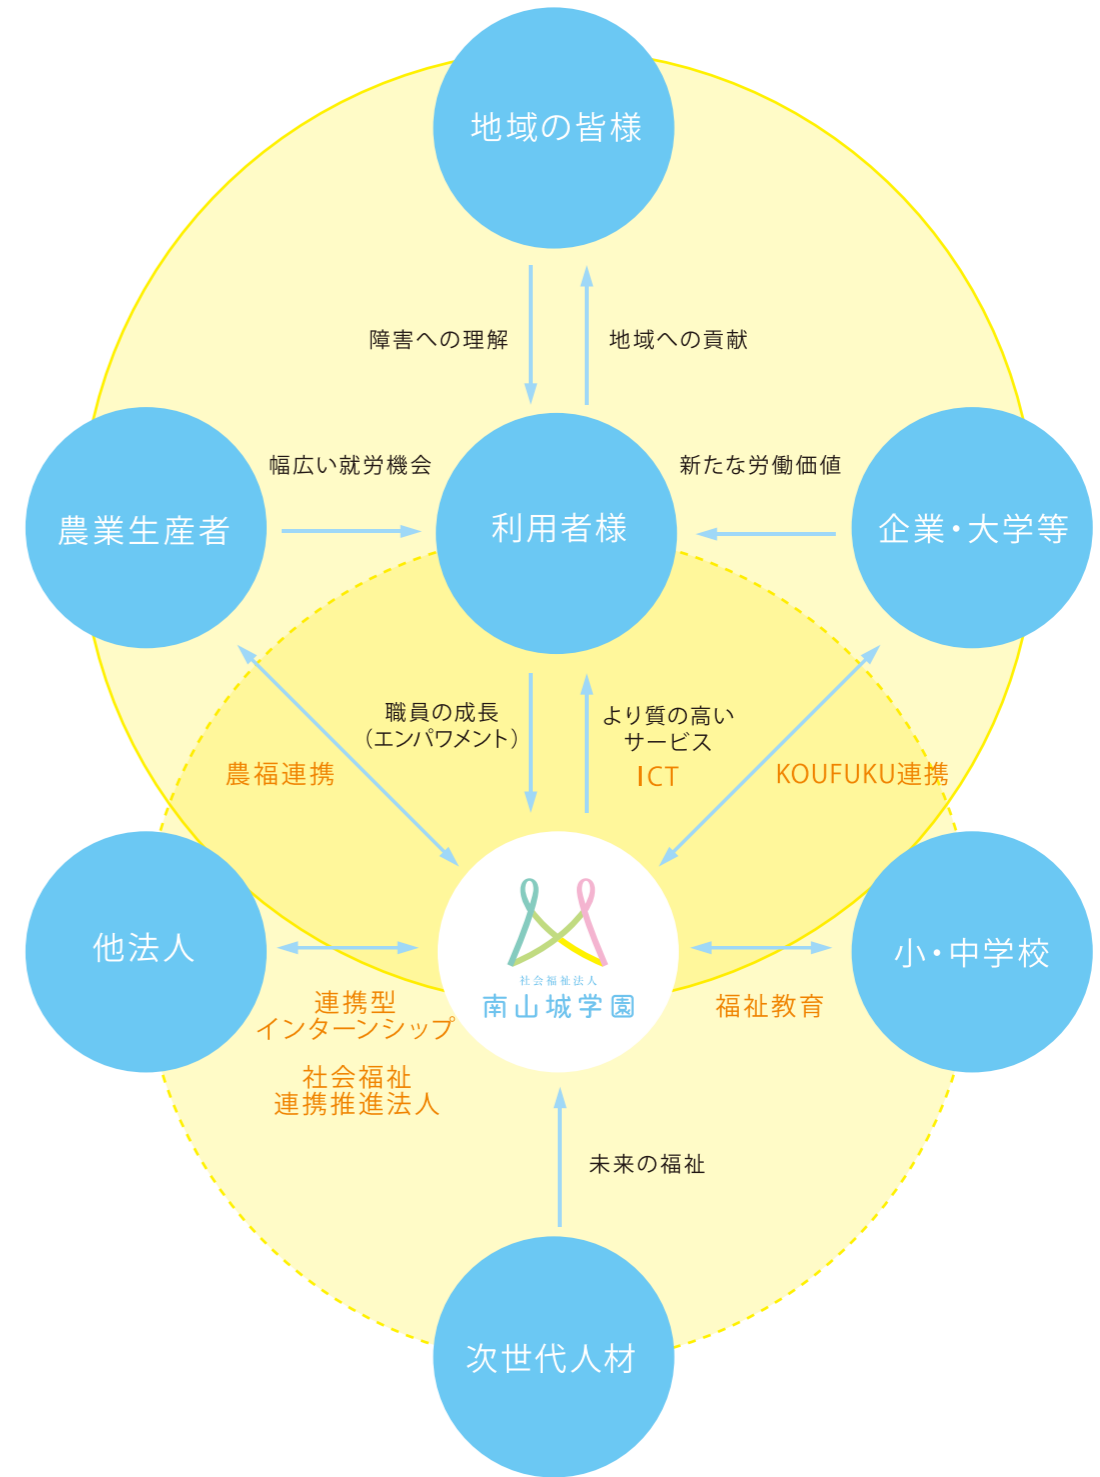 地域の皆様
障害への理解
地域への貢献
幅広い就労機会
新たな労働価値
農業生産者
利用者様
企業・大学等
職員の成長
（エンパワメント）
より質の高い
サービス
ICT
農福連携
KOUFUKU連携
他法人
小・中学校
社会福祉法人
南山城学園
連携型
インターンシップ
福祉教育
社会福祉
連携推進法人
未来の福祉
次世代人材